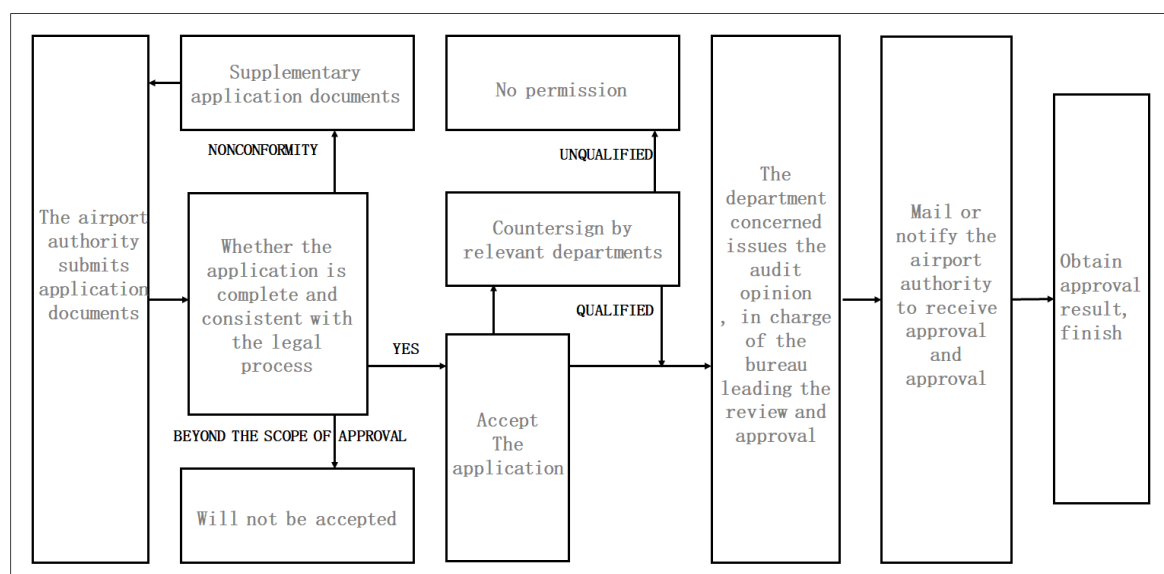 The airport
authority
submits
application
documents
Supplementary
application documents
NONCONFORMITY
Whether the
application is
complete and
consistent with
the legal
process
BEYOND THE SCOPE OF APPROVAL
Will not be accepted
YES
No permission
UNQUALIFIED
Countersign by
relevant departments
QUALIFIED
Accept
The
application
The
department
concerned
issues the
audit
opinion
, in charge
of the
bureau
leading the
review and
approval
Mail or
notify the
airport
authority
to receive
approval
and
approval
Obtain
approval
result,
finish